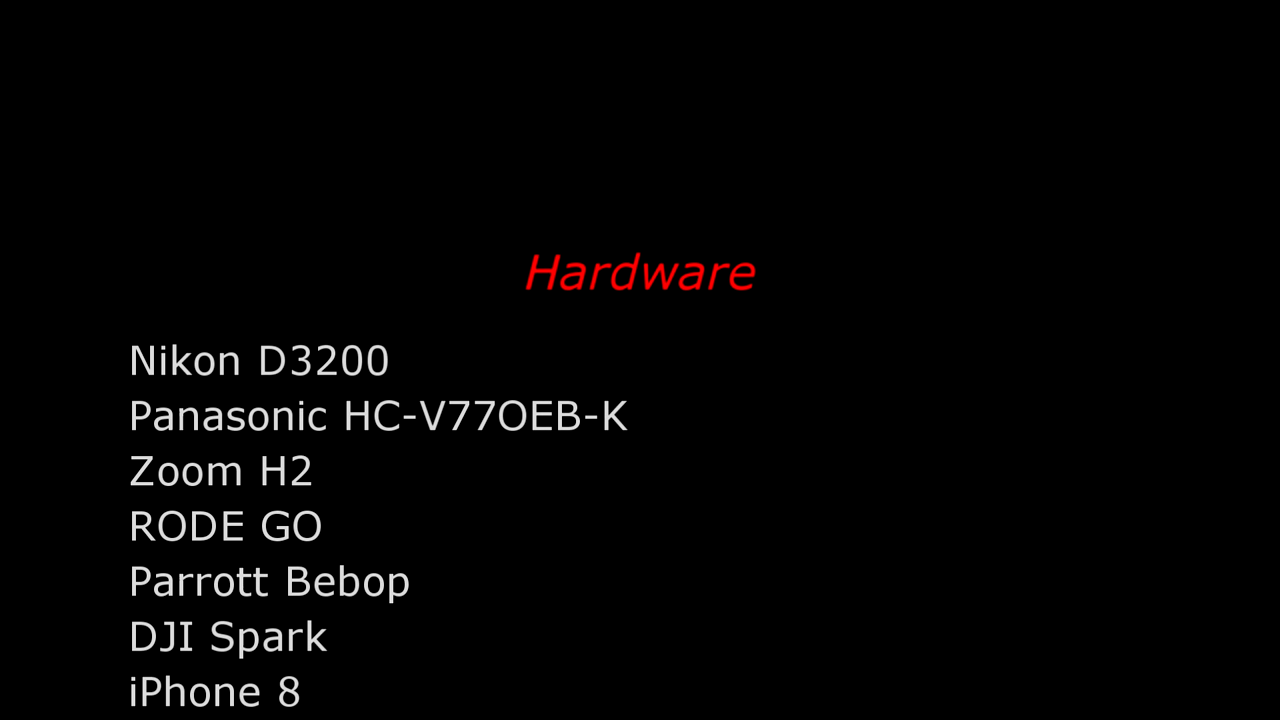 Hardware
Nikon D3200
Panasonic HC-V77OEB-K
Zoom H2
RODE GO
Parrott Bebop
DJI Spark
iPhone 8